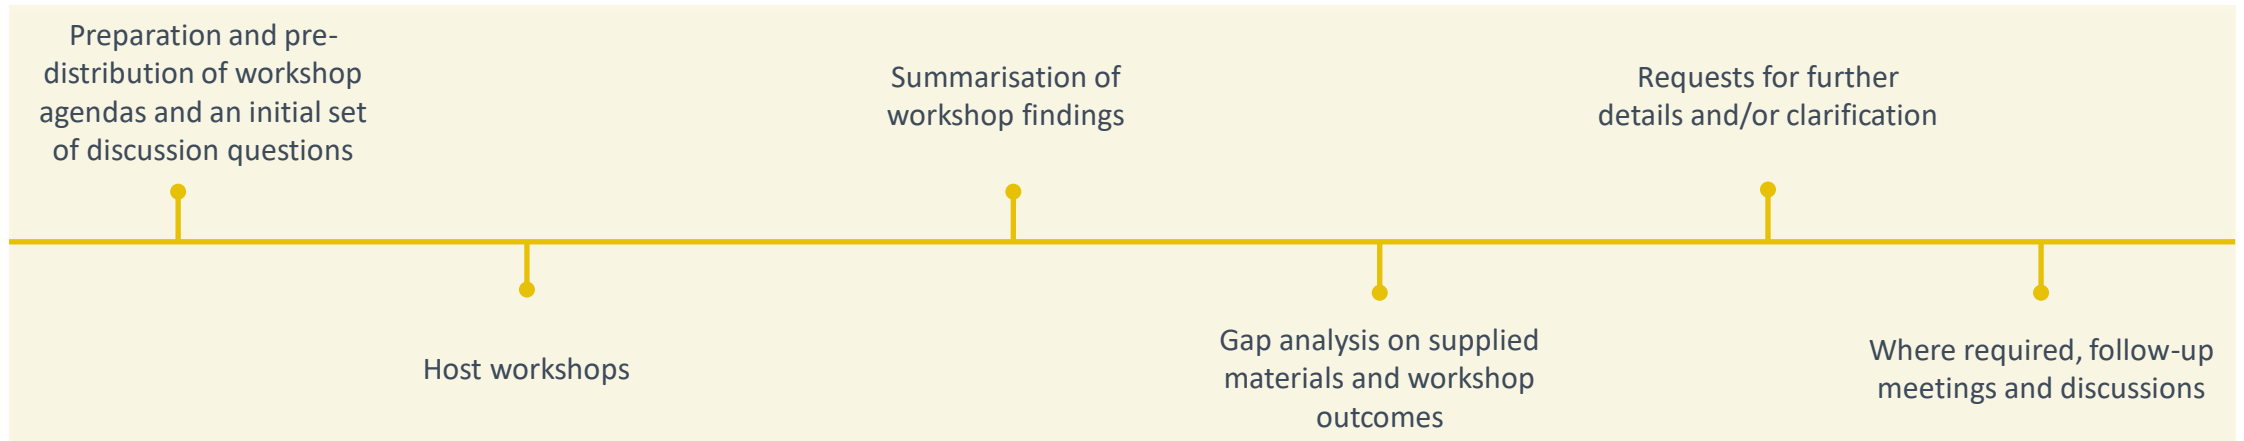 Preparation and pre-
distribution of workshop
agendas and an initial set
of discussion questions
Host workshops
Summarisation of
workshop findings
Gap analysis on supplied
materials and workshop
outcomes
Requests for further
details and/or clarification
Where required, follow-up
meetings and discussions